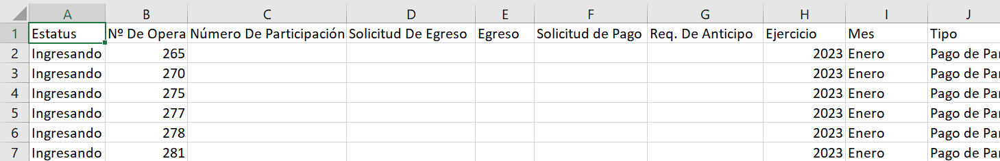 A B C D E F G H I J
1 Estatus Nº De Opera Número De Participación Solicitud De Egreso Egreso Solicitud de Pago Req. De Anticipo Ejercicio Mes Tipo
2 Ingresando 265 2023 Enero Pago de Par
3 Ingresando 270 2023 Enero Pago de Par
4 Ingresando 275 2023 Enero Pago de Par
5 Ingresando 277 2023 Enero Pago de Par
6 Ingresando 278 2023 Enero Pago de Par
7 Ingresando 281 2023 Enero Pago de Par